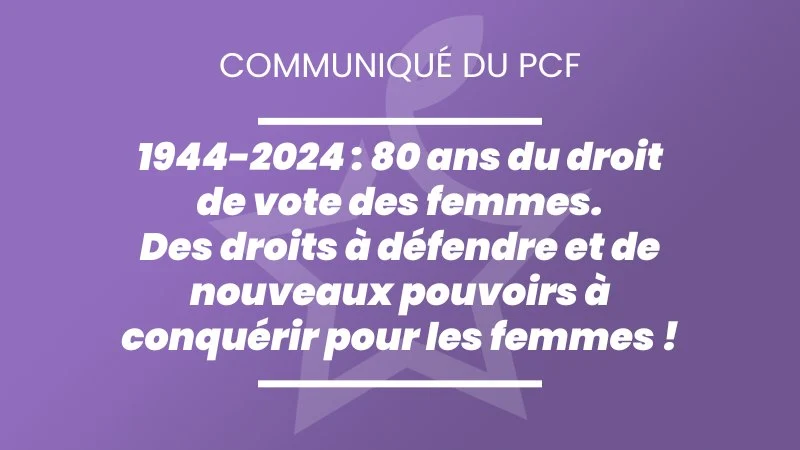 COMMUNIQUÉ DU PCF
1944-2024 : 80 ans du droit
de vote des femmes.
Des droits à défendre et de
nouveaux pouvoirs à
conquérir pour les femmes !